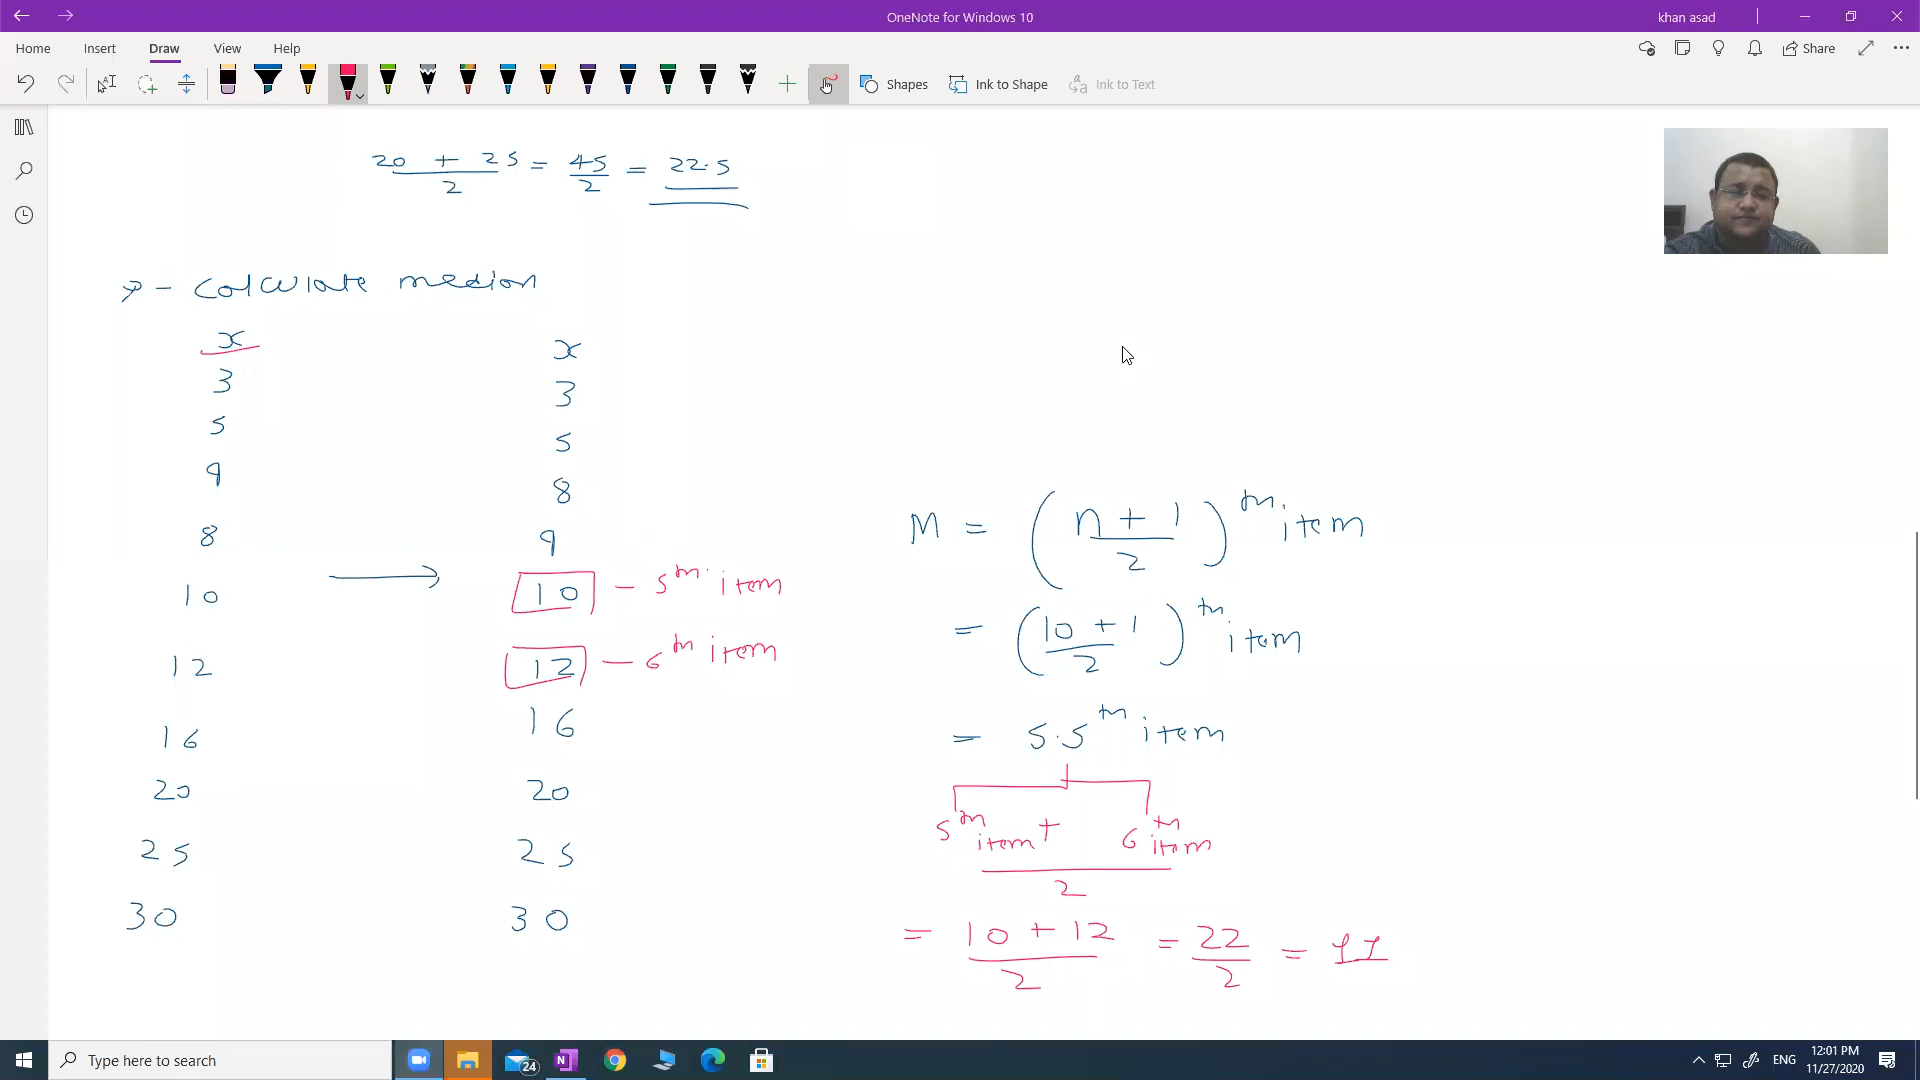 OneNote for Windows 10
khan asad
Home Insert Draw View Help
Share
Shapes Ink to Shape Ink to Text
20 + 25 / 2 = 45 / 2 = 22.5
- Calculate median
x
3
5
9
8
10
12
16
20
25
30
x
3
5
8
9
10 - 5th item
12 - 6th item
16
20
25
30
M = ( n + 1 / 2 ) th item
= ( 10 + 1 / 2 ) th item
= 5.5th item
5th item + 6th item
2
= 10 + 12 / 2 = 22 / 2 = 11
Type here to search
24
ENG
12:01 PM
11/27/2020